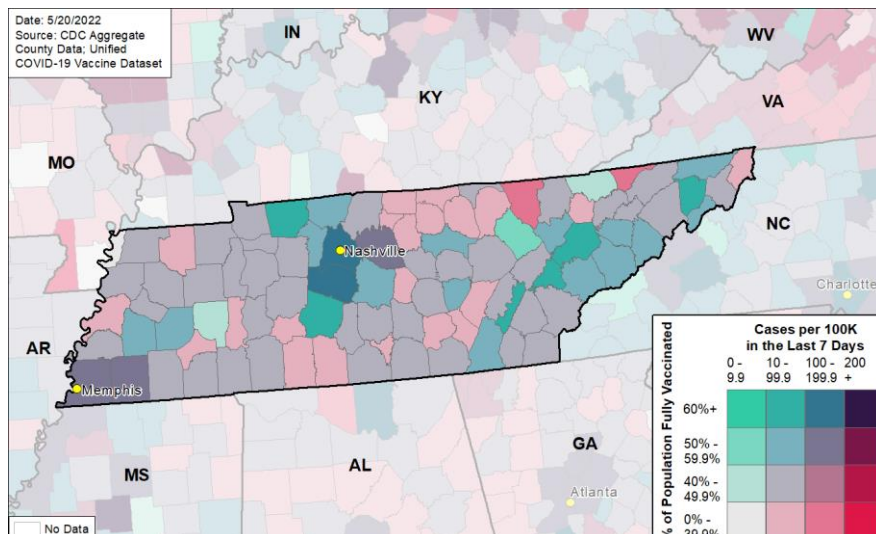 Date: 5/20/2022
Source: CDC Aggregate
County Data; Unified
COVID-19 Vaccine Dataset
IN
WV
KY
VA
MO
NC
Nashville
Charlotte
AR
Memphis
MS
AL
GA
Atlanta
No Data
Cases per 100K
in the Last 7 Days
0 - 10 - 100 - 200
9.9 99.9 199.9 +
% of Population Fully Vaccinated
60%+
50% -
59.9%
40% -
49.9%
0% -
39.9%